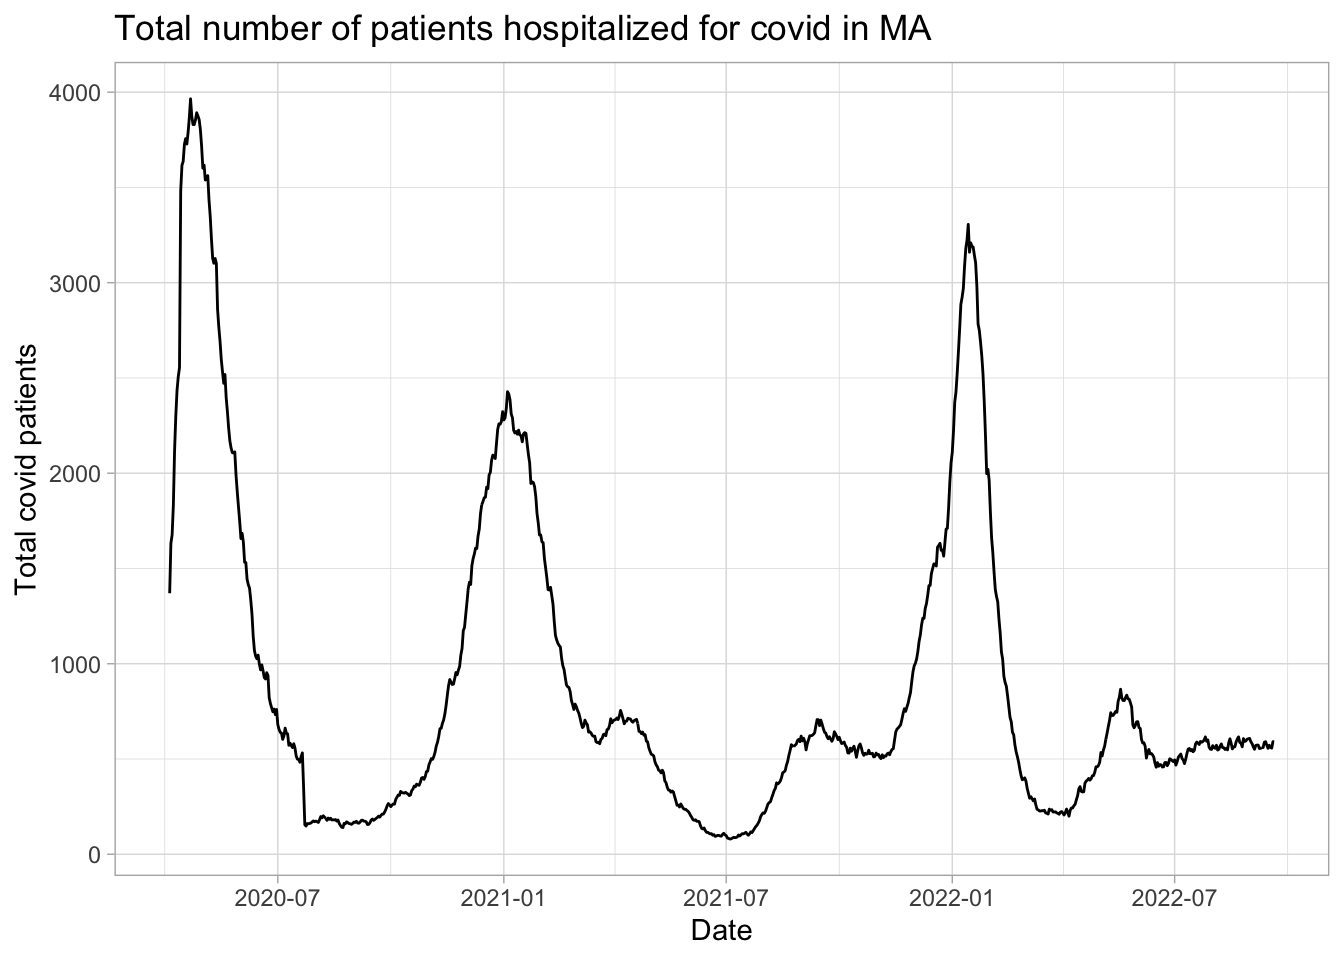 Total number of patients hospitalized for covid in MA
4000
3000
2000
1000
0
Total covid patients
2020-07 2021-01 2021-07 2022-01 2022-07
Date